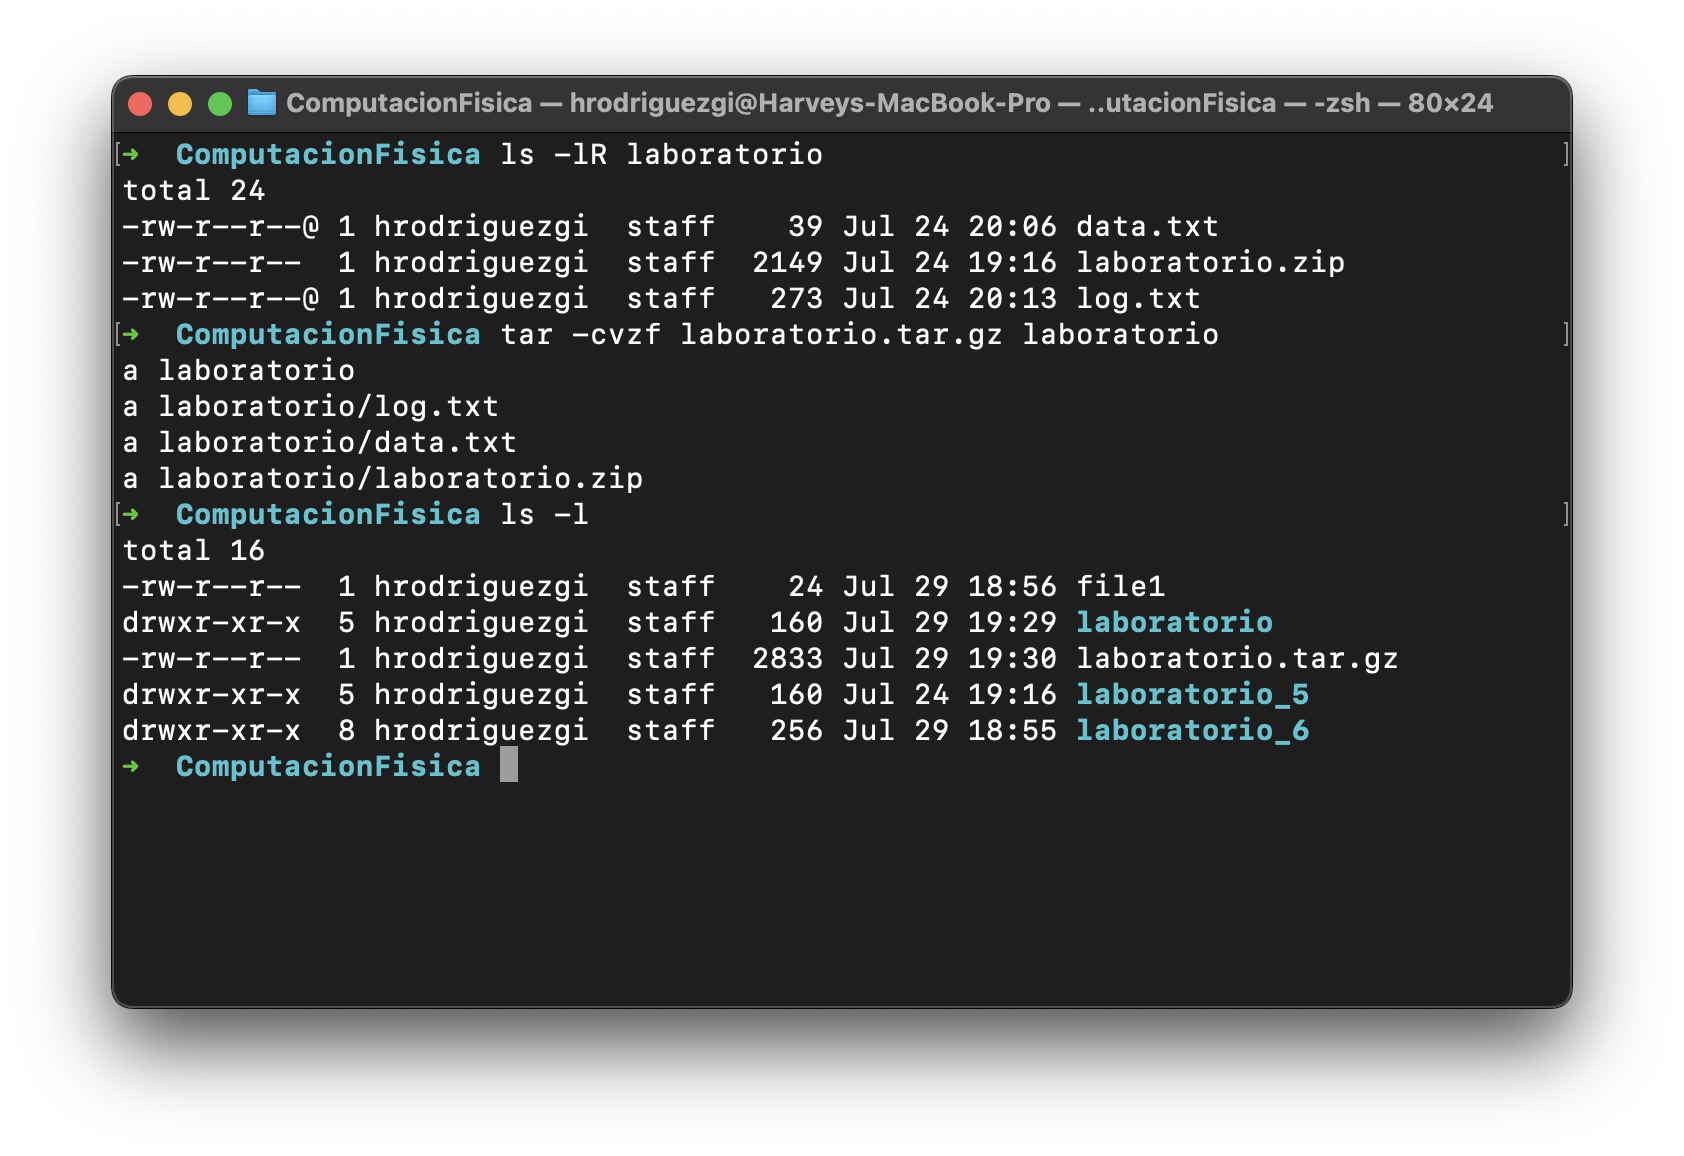 ComputacionFisica — hrodriguezgi@Harveys-MacBook-Pro — ..utacionFisica — -zsh — 80×24
[➜  ComputacionFisica ls -lR laboratorio ]
total 24
-rw-r--r--@ 1 hrodriguezgi  staff    39 Jul 24 20:06 data.txt
-rw-r--r--  1 hrodriguezgi  staff  2149 Jul 24 19:16 laboratorio.zip
-rw-r--r--@ 1 hrodriguezgi  staff   273 Jul 24 20:13 log.txt
[➜  ComputacionFisica tar -cvzf laboratorio.tar.gz laboratorio ]
a laboratorio
a laboratorio/log.txt
a laboratorio/data.txt
a laboratorio/laboratorio.zip
[➜  ComputacionFisica ls -l ]
total 16
-rw-r--r--  1 hrodriguezgi  staff    24 Jul 29 18:56 file1
drwxr-xr-x  5 hrodriguezgi  staff   160 Jul 29 19:29 laboratorio
-rw-r--r--  1 hrodriguezgi  staff  2833 Jul 29 19:30 laboratorio.tar.gz
drwxr-xr-x  5 hrodriguezgi  staff   160 Jul 24 19:16 laboratorio_5
drwxr-xr-x  8 hrodriguezgi  staff   256 Jul 29 18:55 laboratorio_6
➜  ComputacionFisica